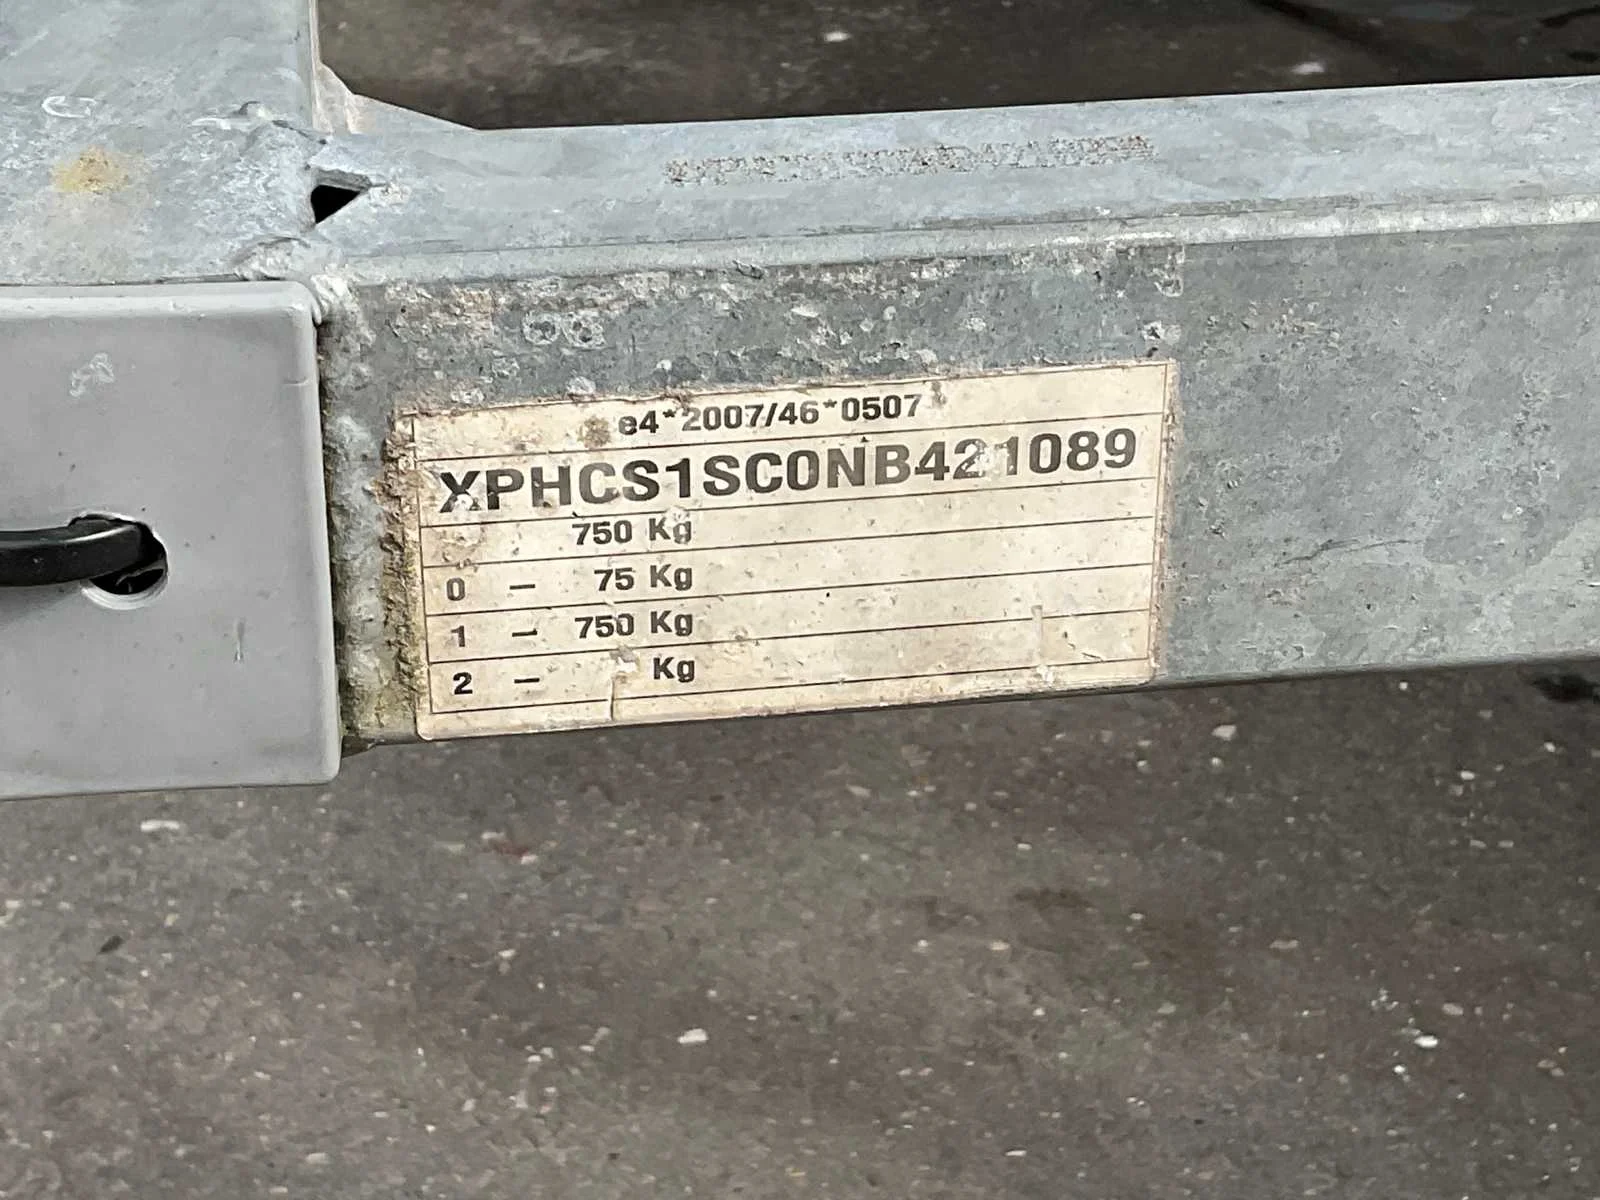 e4*2007/46*0507
XPHCS1SC0NB421089
750 Kg
0 - 75 Kg
1 - 750 Kg
2 - Kg